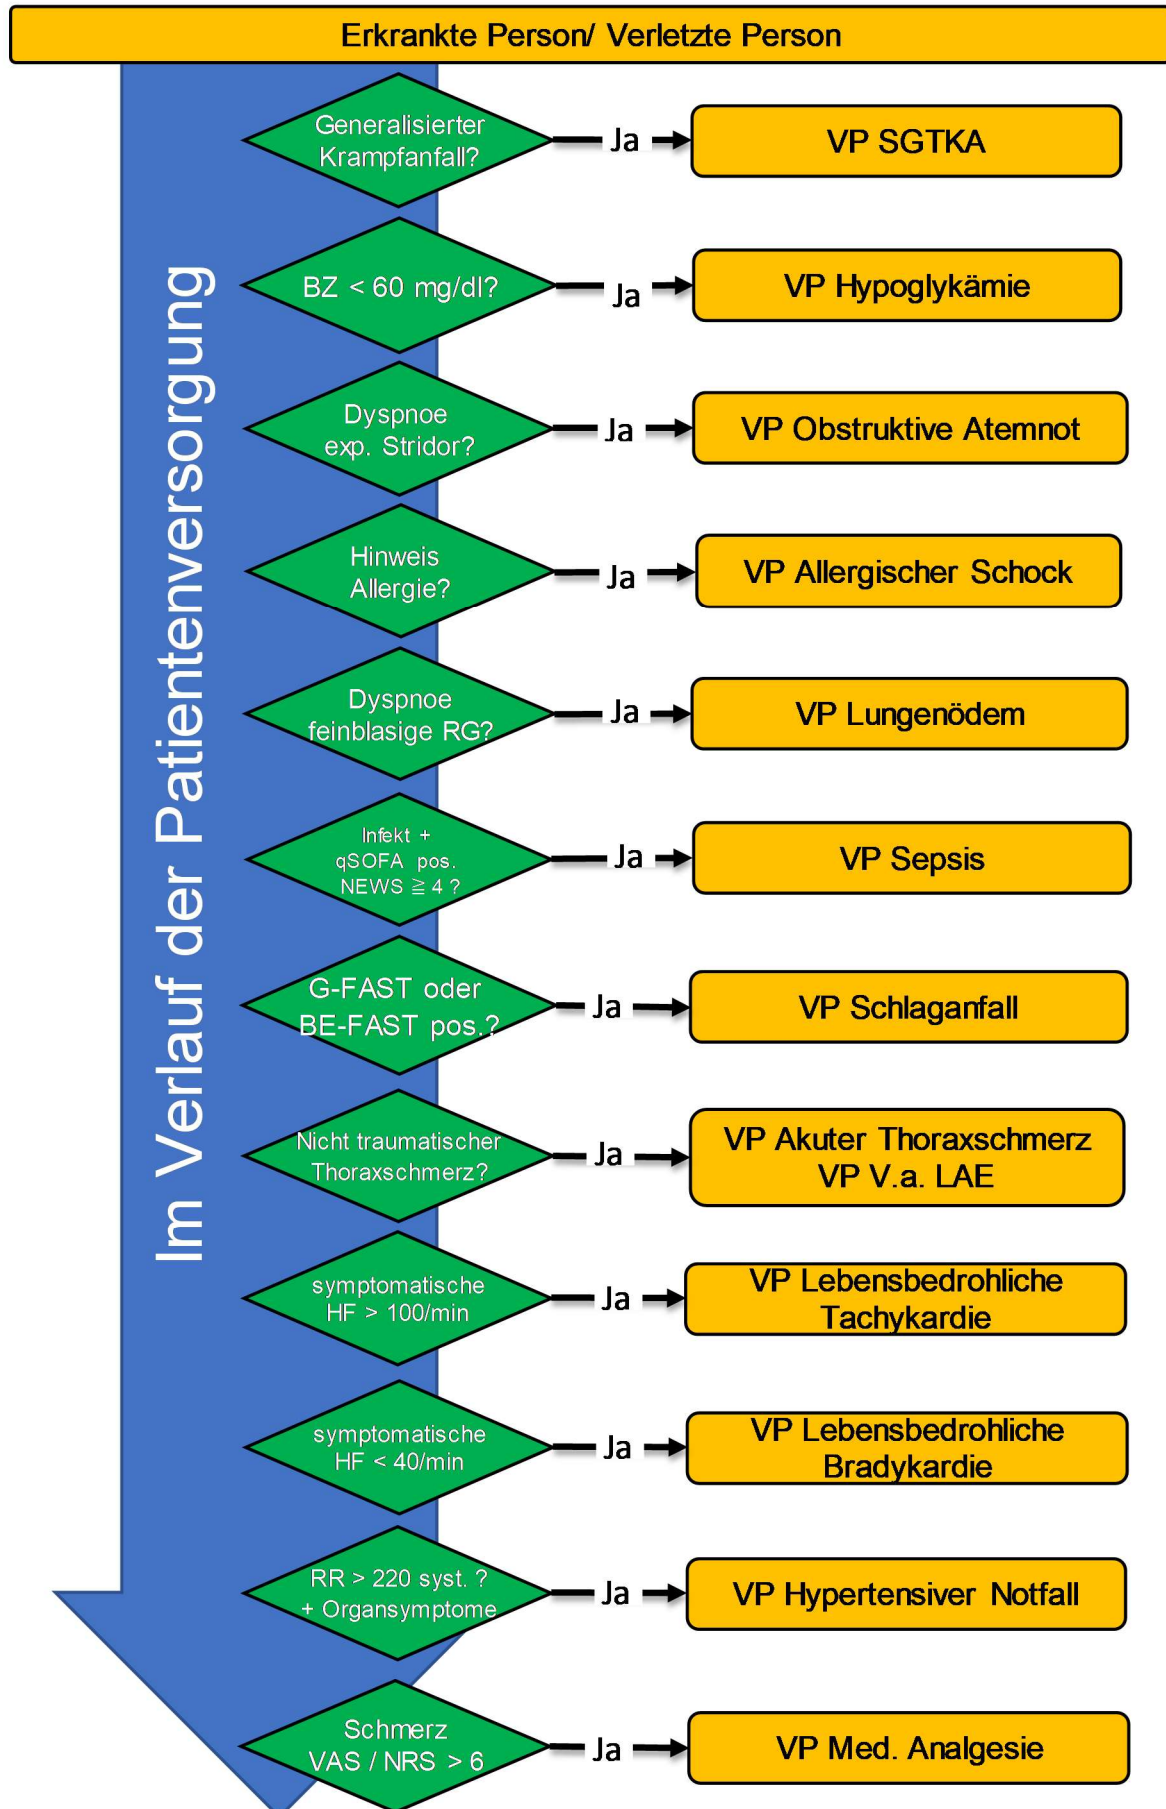 Erkrankte Person/ Verletzte Person
Im Verlauf der Patientenversorgung
Generalisierter
Krampfanfall?
Ja
VP SGTKA
BZ < 60 mg/dl?
Ja
VP Hypoglykämie
Dyspnoe
exp. Stridor?
Ja
VP Obstruktive Atemnot
Hinweis
Allergie?
Ja
VP Allergischer Schock
Dyspnoe
feinblasige RG?
Ja
VP Lungenödem
Infekt +
qSOFA pos.
NEWS ≧ 4 ?
Ja
VP Sepsis
G-FAST oder
BE-FAST pos.?
Ja
VP Schlaganfall
Nicht traumatischer
Thoraxschmerz?
Ja
VP Akuter Thoraxschmerz
VP V.a. LAE
symptomatische
HF > 100/min
Ja
VP Lebensbedrohliche
Tachykardie
symptomatische
HF < 40/min
Ja
VP Lebensbedrohliche
Bradykardie
RR > 220 syst. ?
+ Organsymptome
Ja
VP Hypertensiver Notfall
Schmerz
VAS / NRS > 6
Ja
VP Med. Analgesie